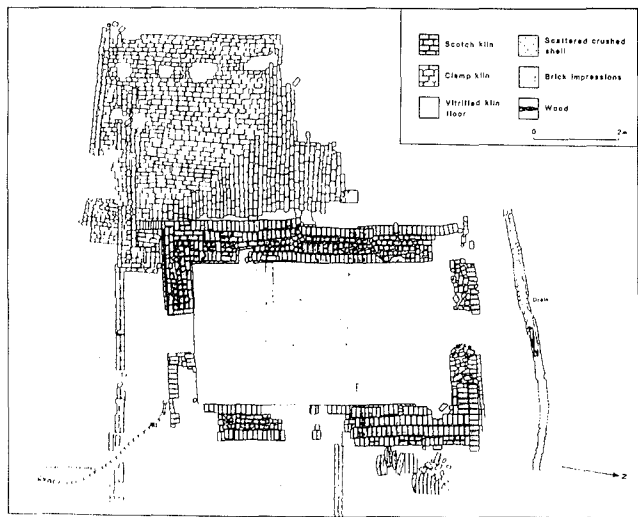 Scotch kiln
Clamp kiln
Vitrified kiln
floor
Scattered crushed
shell
Brick impressions
Wood
0 2m
Drain
Z